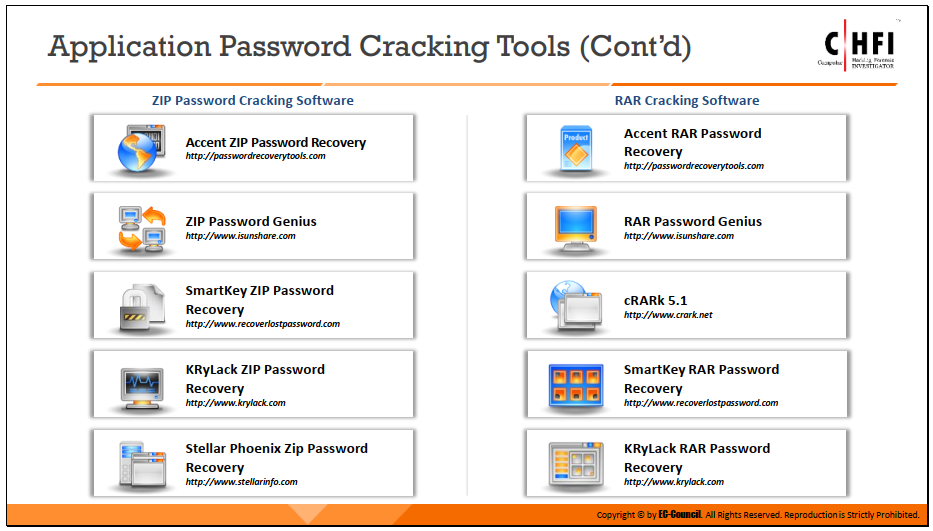 Application Password Cracking Tools (Cont'd)
CHFI
Computer Hacking Forensic
INVESTIGATOR
ZIP Password Cracking Software
Accent ZIP Password Recovery
http://passwordrecoverytools.com
ZIP Password Genius
http://www.isunshare.com
SmartKey ZIP Password
Recovery
http://www.recoverlostpassword.com
KRyLack ZIP Password
Recovery
http://www.krylack.com
Stellar Phoenix Zip Password
Recovery
http://www.stellarinfo.com
RAR Cracking Software
Product
Accent RAR Password
Recovery
http://passwordrecoverytools.com
RAR Password Genius
http://www.isunshare.com
cRARk 5.1
http://www.crark.net
SmartKey RAR Password
Recovery
http://www.recoverlostpassword.com
KRyLack RAR Password
Recovery
http://www.krylack.com
Copyright © by EC-Council. All Rights Reserved. Reproduction is Strictly Prohibited.